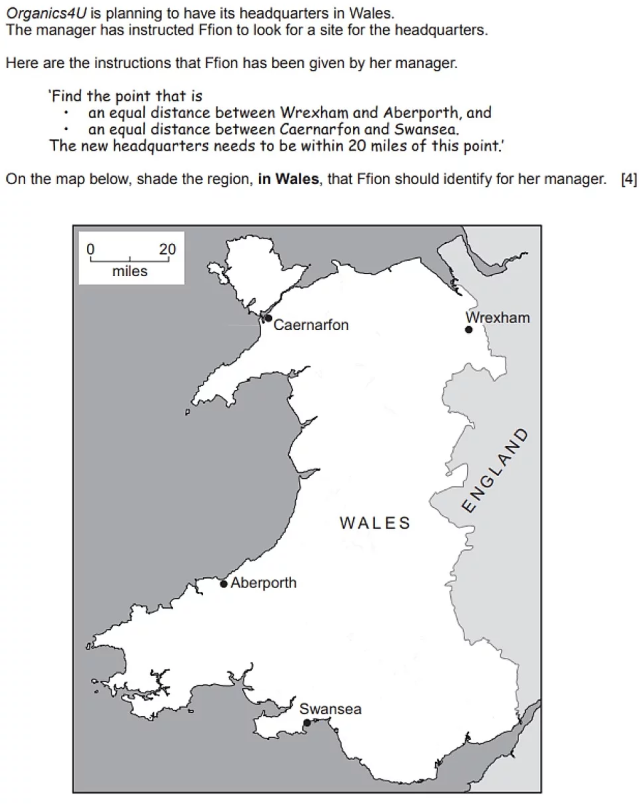 Organics4U is planning to have its headquarters in Wales.
The manager has instructed Ffion to look for a site for the headquarters.
Here are the instructions that Ffion has been given by her manager.
'Find the point that is
• an equal distance between Wrexham and Aberporth, and
• an equal distance between Caernarfon and Swansea.
The new headquarters needs to be within 20 miles of this point.'
On the map below, shade the region, in Wales, that Ffion should identify for her manager. [4]
0 20
miles
Caernarfon
Wrexham
ENGLAND
WALES
Aberporth
Swansea